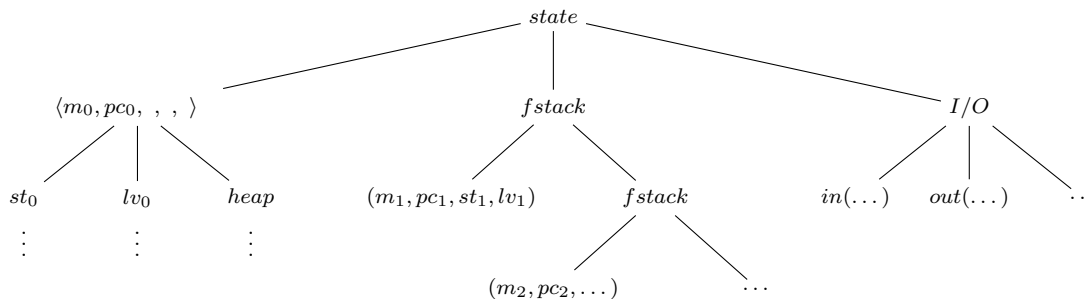 state
⟨m₀, pc₀, , , ⟩ fstack I/O
st₀ lv₀ heap (m₁, pc₁, st₁, lv₁) fstack in(...) out(...) ..
⋮ ⋮ ⋮
(m₂, pc₂, ...) ...